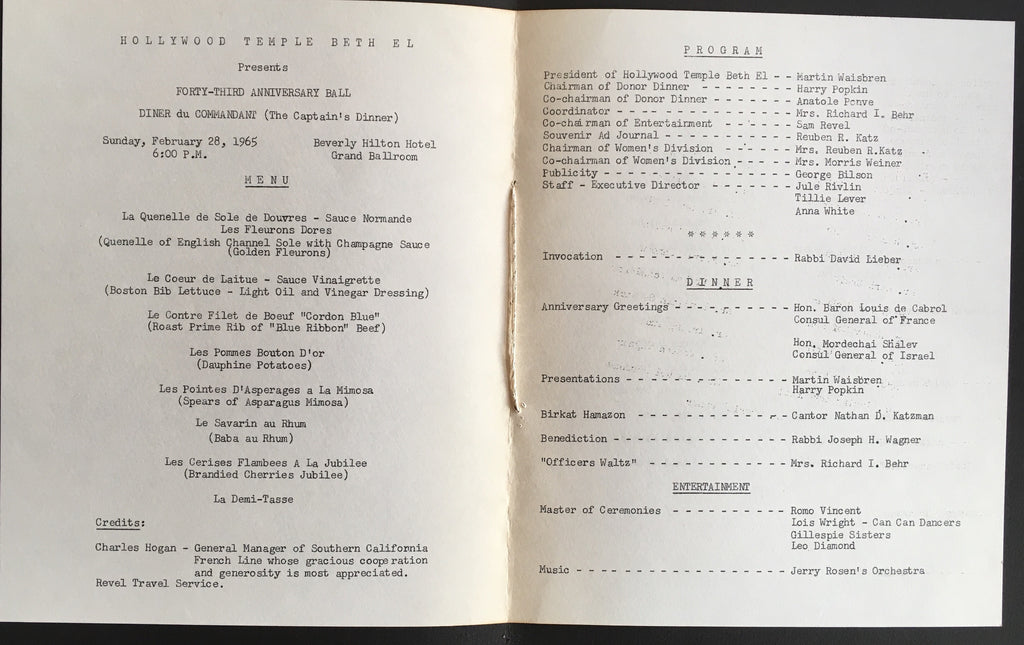 HOLLYWOOD TEMPLE BETH EL
Presents
FORTY-THIRD ANNIVERSARY BALL
DINER du COMMANDANT (The Captain's Dinner)
Sunday, February 28, 1965 Beverly Hilton Hotel
6:00 P.M. Grand Ballroom
MENU
La Quenelle de Sole de Douvres - Sauce Normande
Les Fleurons Dores
(Quenelle of English Channel Sole with Champagne Sauce
(Golden Fleurons)
Le Coeur de Laitue - Sauce Vinaigrette
(Boston Bib Lettuce - Light Oil and Vinegar Dressing)
Le Contre Filet de Boeuf "Cordon Blue"
(Roast Prime Rib of "Blue Ribbon" Beef)
Les Pommes Bouton D'or
(Dauphine Potatoes)
Les Pointes D'Asperages a La Mimosa
(Spears of Asparagus Mimosa)
Le Savarin au Rhum
(Baba au Rhum)
Les Cerises Flambees A La Jubilee
(Brandied Cherries Jubilee)
La Demi-Tasse
Credits:
Charles Hogan - General Manager of Southern California
French Line whose gracious cooperation
and generosity is most appreciated.
Revel Travel Service.
PROGRAM
President of Hollywood Temple Beth El - - Martin Waisbren
Chairman of Donor Dinner - - - - - - - - Harry Popkin
Co-chairman of Donor Dinner - - - - - - - Anatole Ponve
Coordinator - - - - - - - - - - - - - - - Mrs. Richard I. Behr
Co-chairman of Entertainment - - - - - - Sam Revel
Souvenir Ad Journal - - - - - - - - - - - Reuben R. Katz
Chairman of Women's Division - - - - - - Mrs. Reuben R.Katz
Co-chairman of Women's Division - - - - - Mrs. Morris Weiner
Publicity - - - - - - - - - - - - - - - - George Bilson
Staff - Executive Director - - - - - - - Jule Rivlin
Tillie Lever
Anna White
* * * * * *
Invocation - - - - - - - - - - - - - - - Rabbi David Lieber
DINNER
Anniversary Greetings - - - - - - - - - - Hon. Baron Louis de Cabrol
Consul General of France
Hon. Mordechai Shalev
Consul General of Israel
Presentations - - - - - - - - - - - - - - Martin Waisbren
Harry Popkin
Birkat Hamazon - - - - - - - - - - - - - Cantor Nathan D. Katzman
Benediction - - - - - - - - - - - - - - - Rabbi Joseph H. Wagner
"Officers Waltz" - - - - - - - - - - - - Mrs. Richard I. Behr
ENTERTAINMENT
Master of Ceremonies - - - - - - - - - - Romo Vincent
Lois Wright - Can Can Dancers
Gillespie Sisters
Leo Diamond
Music - - - - - - - - - - - - - - - - - - Jerry Rosen's Orchestra